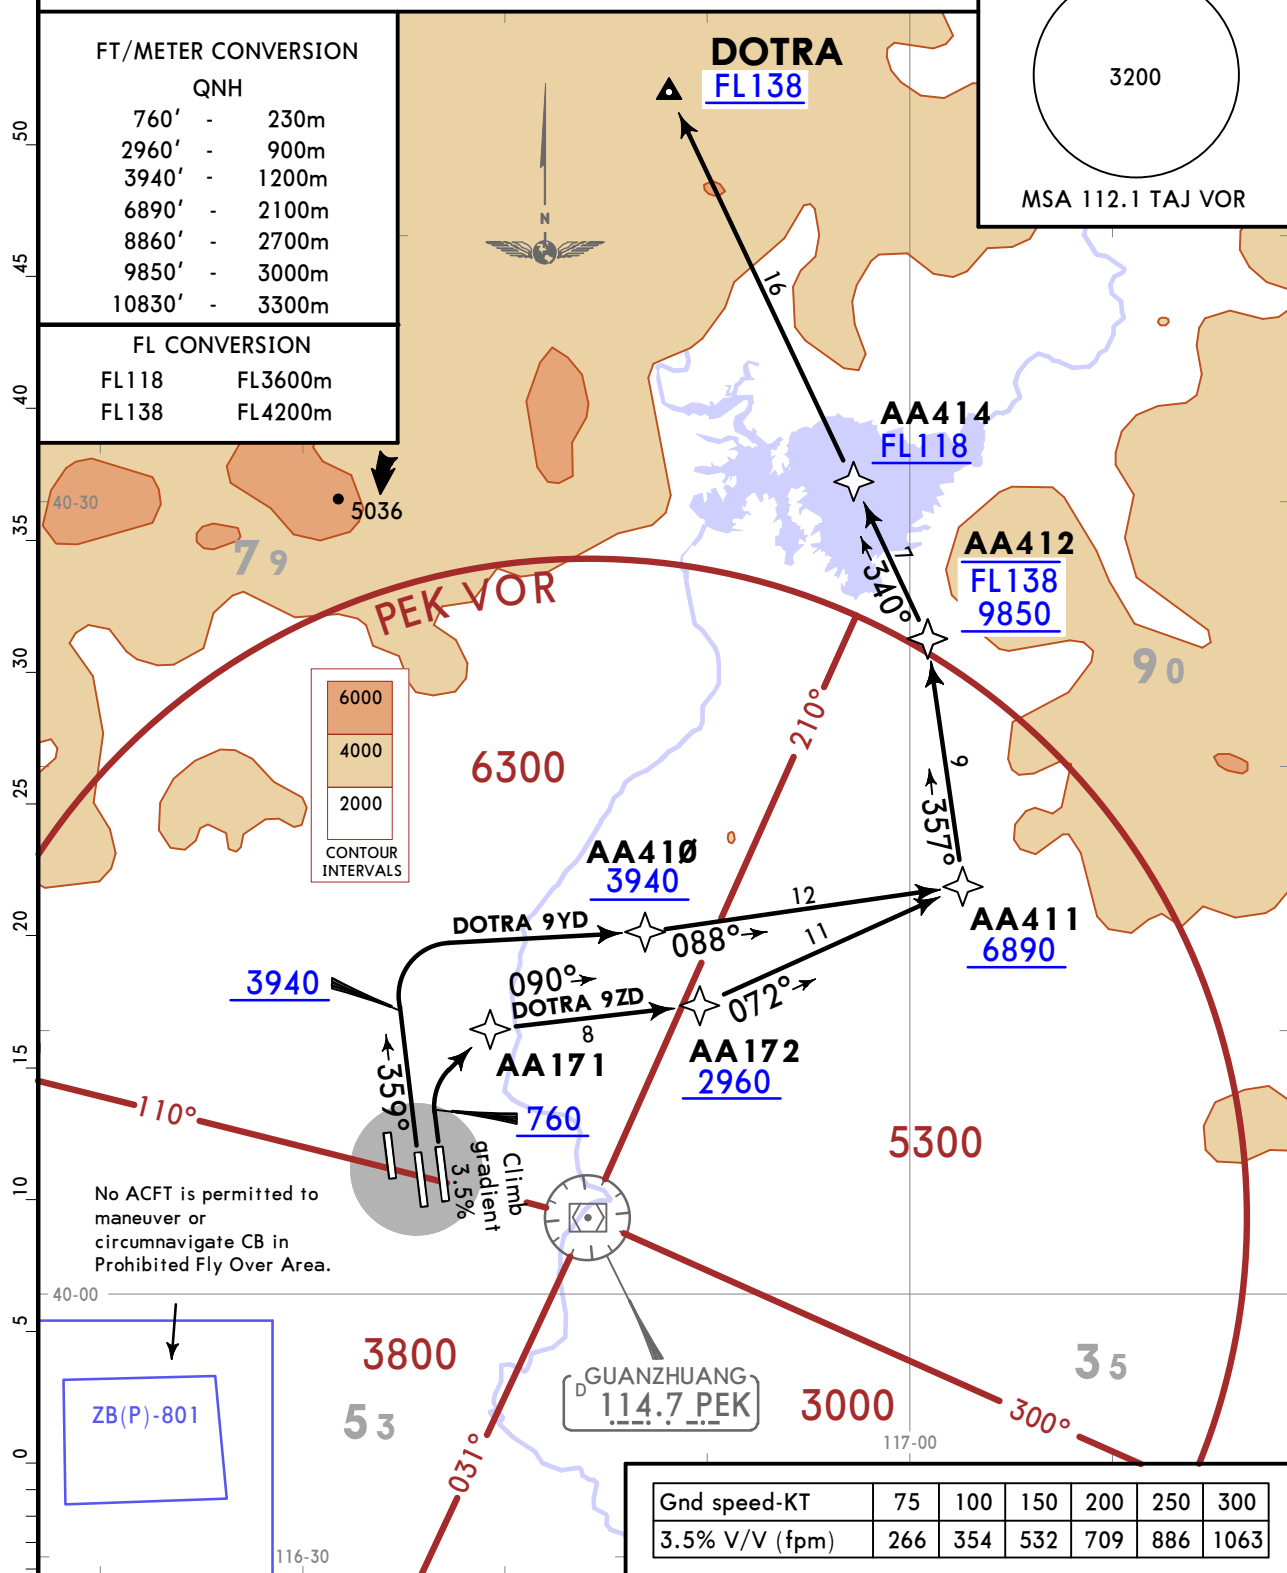 FT/METER CONVERSION
QNH
760' - 230m
2960' - 900m
3940' - 1200m
6890' - 2100m
8860' - 2700m
9850' - 3000m
10830' - 3300m
FL CONVERSION
FL118 FL3600m
FL138 FL4200m
3200
MSA 112.1 TAJ VOR
DOTRA
FL138
N
16
50
45
40
35
30
25
20
15
10
5
0
AA414
FL118
5036
40-30
79
7
340°
AA412
FL138
9850
PEK VOR
90
6000
4000
2000
CONTOUR
INTERVALS
6300
210°
9
357°
AA410
3940
DOTRA 9YD
12
088°
11
AA411
6890
3940
090°
DOTRA 9ZD
8
072°
AA171
AA172
2960
359°
760
110°
Climb
gradient
3.5%
5300
No ACFT is permitted to
maneuver or
circumnavigate CB in
Prohibited Fly Over Area.
40-00
3800
35
GUANZHUANG
D 114.7 PEK
3000
300°
ZB(P)-801
53
031°
117-00
116-30
Gnd speed-KT 75 100 150 200 250 300
3.5% V/V (fpm) 266 354 532 709 886 1063